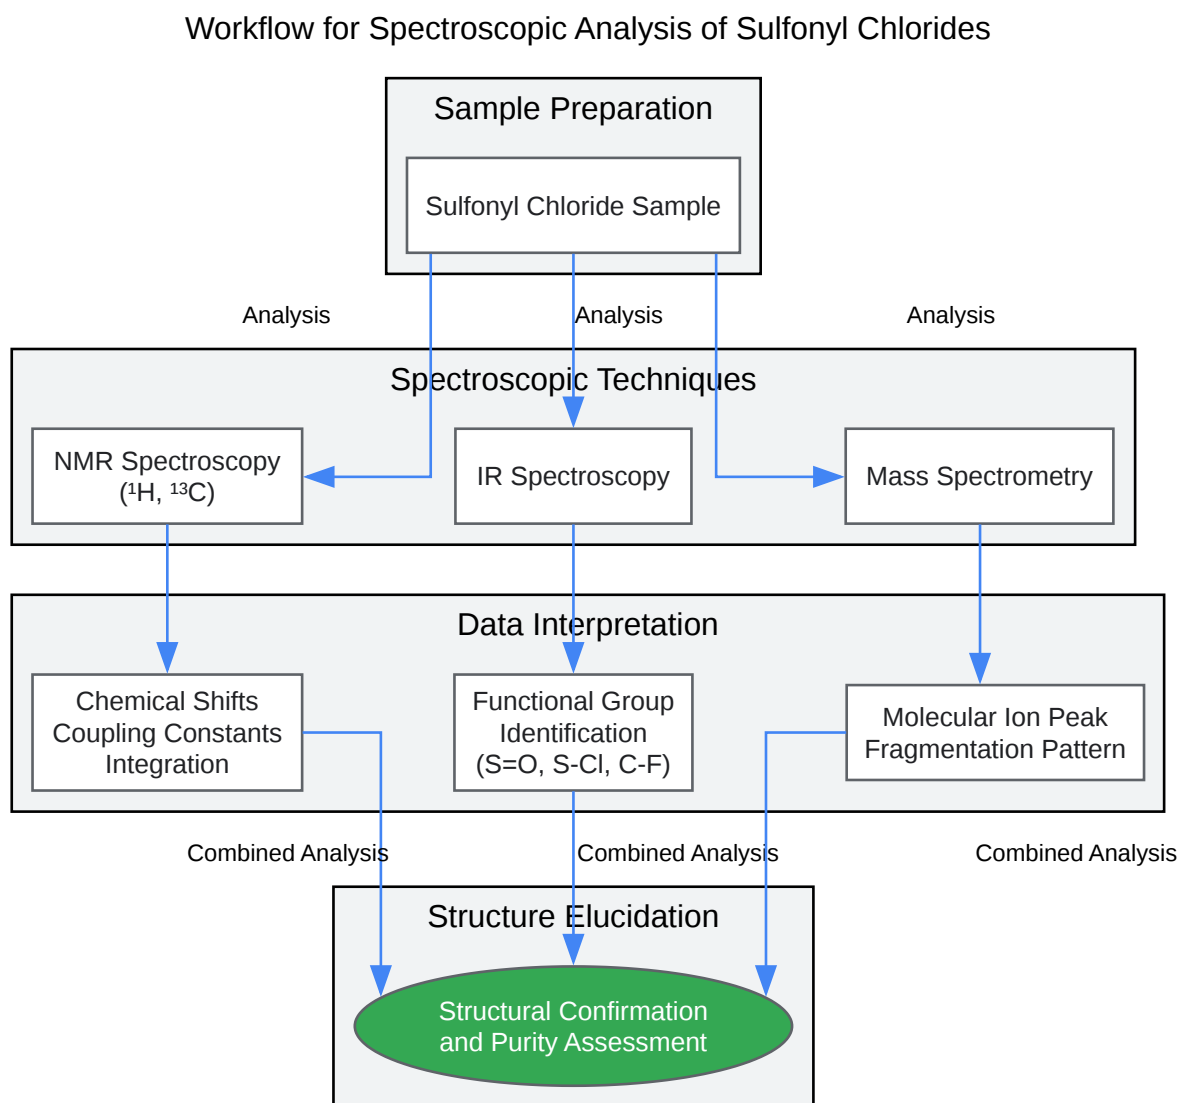 Workflow for Spectroscopic Analysis of Sulfonyl Chlorides
Sample Preparation
Sulfonyl Chloride Sample
Analysis
Analysis
Analysis
Spectroscopic Techniques
NMR Spectroscopy
(¹H, ¹³C)
IR Spectroscopy
Mass Spectrometry
Data Interpretation
Chemical Shifts
Coupling Constants
Integration
Functional Group
Identification
(S=O, S-Cl, C-F)
Molecular Ion Peak
Fragmentation Pattern
Combined Analysis
Combined Analysis
Combined Analysis
Structure Elucidation
Structural Confirmation
and Purity Assessment